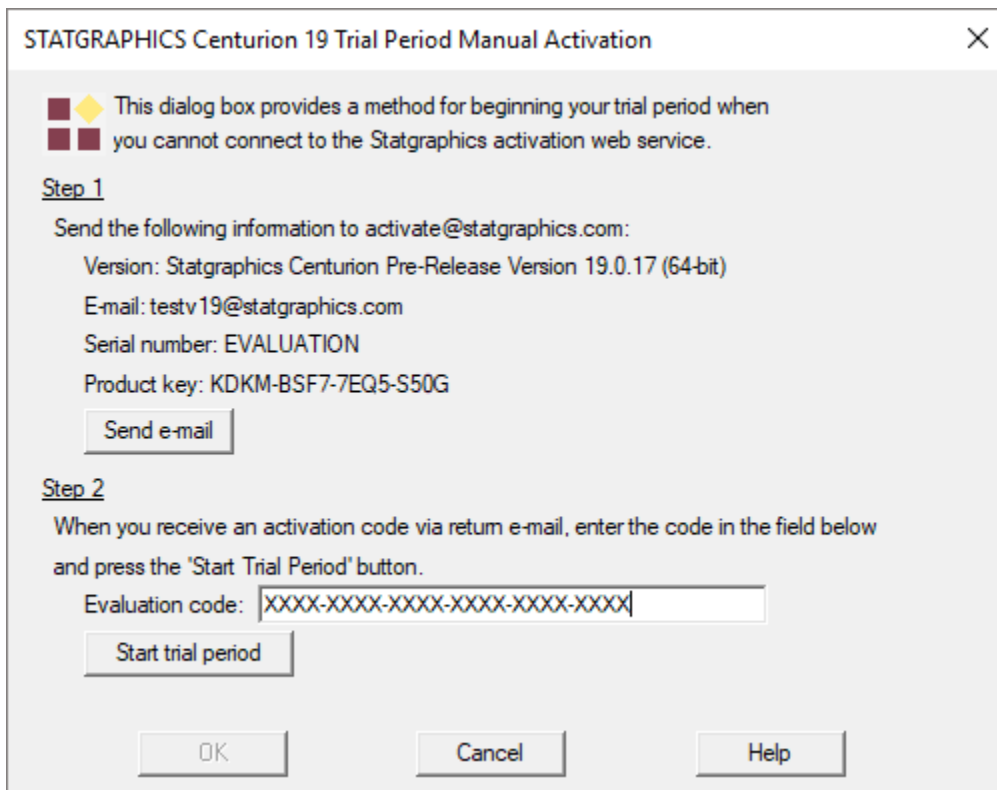 STATGRAPHICS Centurion 19 Trial Period Manual Activation
This dialog box provides a method for beginning your trial period when
you cannot connect to the Statgraphics activation web service.
Step 1
Send the following information to activate@statgraphics.com:
Version: Statgraphics Centurion Pre-Release Version 19.0.17 (64-bit)
E-mail: testv19@statgraphics.com
Serial number: EVALUATION
Product key: KDKM-BSF7-7EQ5-S50G
Send e-mail
Step 2
When you receive an activation code via return e-mail, enter the code in the field below
and press the "Start Trial Period" button.
Evaluation code: XXXX-XXXX-XXXX-XXXX-XXXX-XXXX
Start trial period
OK Cancel Help